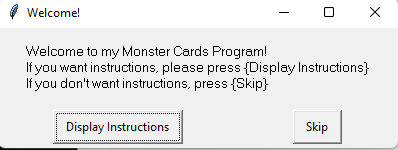 Welcome!
Welcome to my Monster Cards Program!
If you want instructions, please press {Display Instructions}
If you don't want instructions, press {Skip}
Display Instructions
Skip